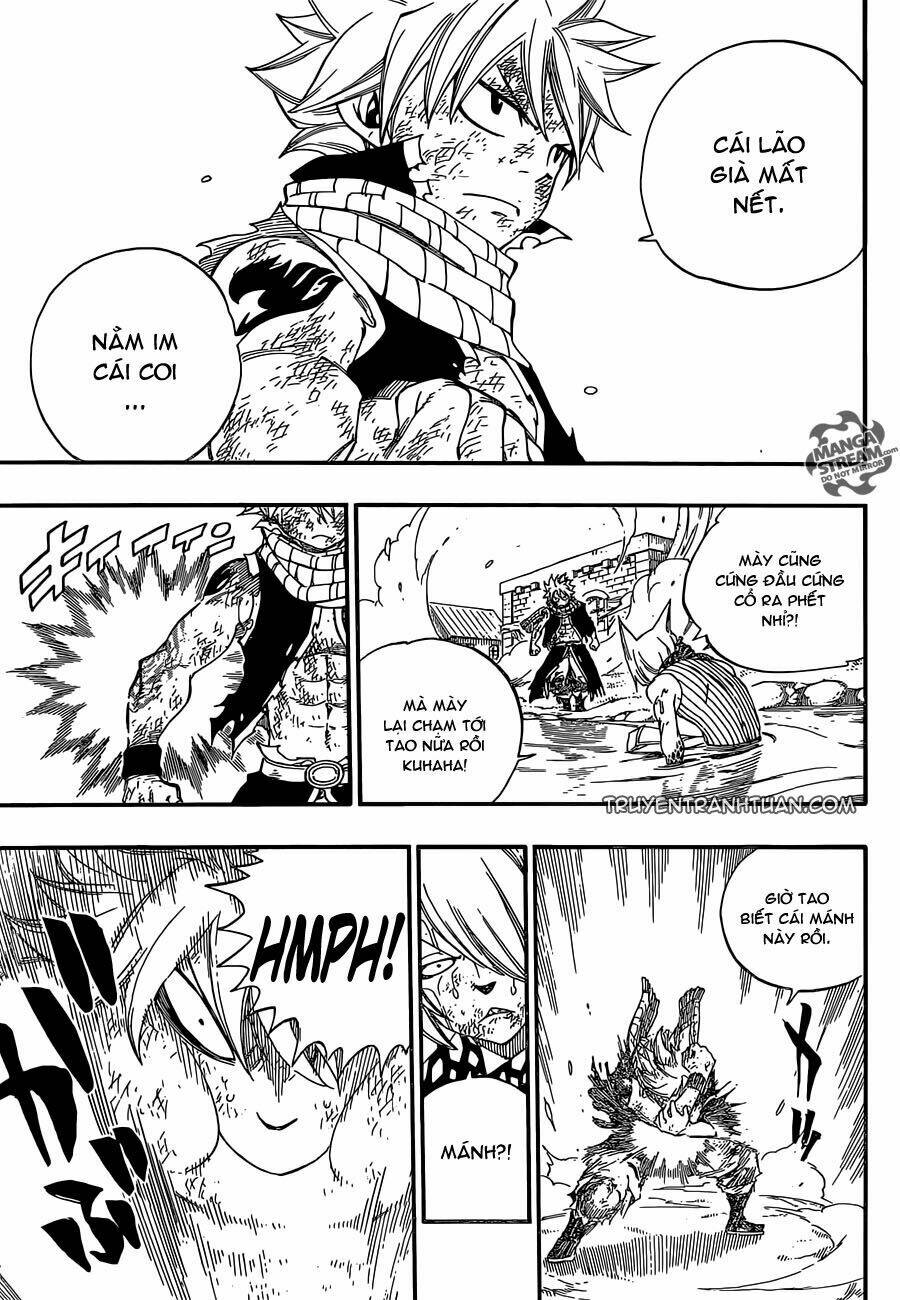 CÁI LÃO
GIÀ MẤT
NẾT.
NẰM IM
CÁI COI
...
MANGA
STREAM.com
DO NOT MIRROR
MÀY CŨNG
CỨNG ĐẦU CỨNG
CỔ RA PHẾT
NHỈ?!
MÀ MÀY
LẠI CHẠM TỚI
TAO NỮA RỒI
KUHAHA!
TRUYENTRANHTUAN.COM
GIỜ TAO
BIẾT CÁI MÁNH
NÀY RỒI.
MÁNH?!
HMPH!